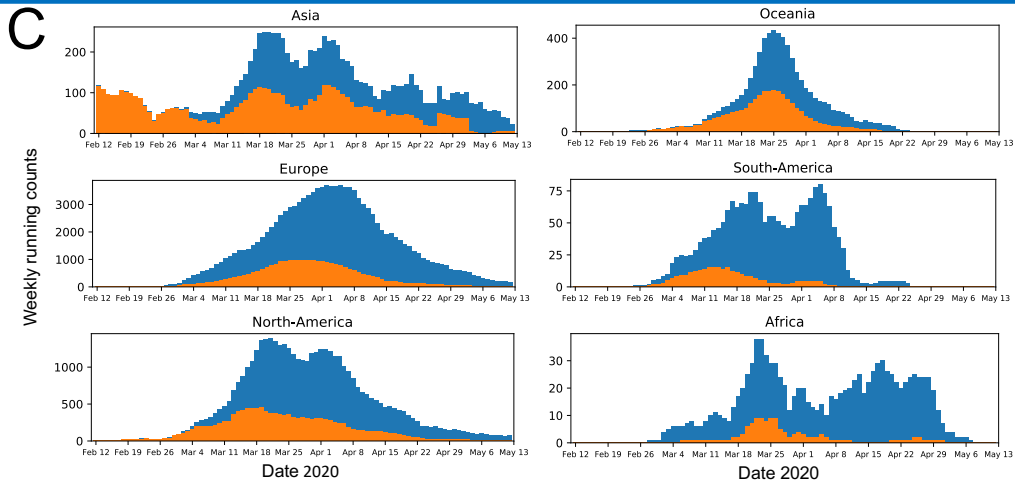 C
Asia
200
100
0
Feb 12 Feb 19 Feb 26 Mar 4 Mar 11 Mar 18 Mar 25 Apr 1 Apr 8 Apr 15 Apr 22 Apr 29 May 6 May 13
Oceania
400
200
0
Feb 12 Feb 19 Feb 26 Mar 4 Mar 11 Mar 18 Mar 25 Apr 1 Apr 8 Apr 15 Apr 22 Apr 29 May 6 May 13
Weekly running counts
Europe
3000
2000
1000
0
Feb 12 Feb 19 Feb 26 Mar 4 Mar 11 Mar 18 Mar 25 Apr 1 Apr 8 Apr 15 Apr 22 Apr 29 May 6 May 13
South-America
75
50
25
0
Feb 12 Feb 19 Feb 26 Mar 4 Mar 11 Mar 18 Mar 25 Apr 1 Apr 8 Apr 15 Apr 22 Apr 29 May 6 May 13
North-America
1000
500
0
Feb 12 Feb 19 Feb 26 Mar 4 Mar 11 Mar 18 Mar 25 Apr 1 Apr 8 Apr 15 Apr 22 Apr 29 May 6 May 13
Date 2020
Africa
30
20
10
0
Feb 12 Feb 19 Feb 26 Mar 4 Mar 11 Mar 18 Mar 25 Apr 1 Apr 8 Apr 15 Apr 22 Apr 29 May 6 May 13
Date 2020